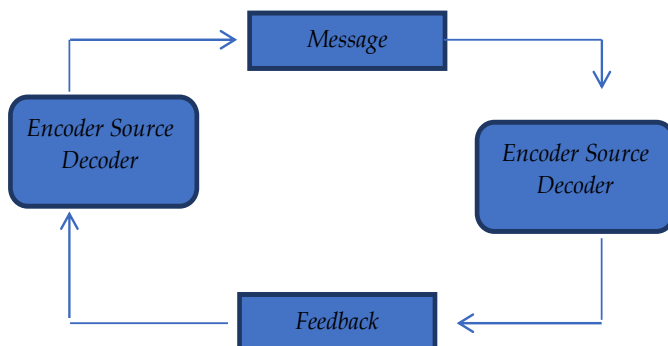 Message
Encoder Source
Decoder
Encoder Source
Decoder
Feedback